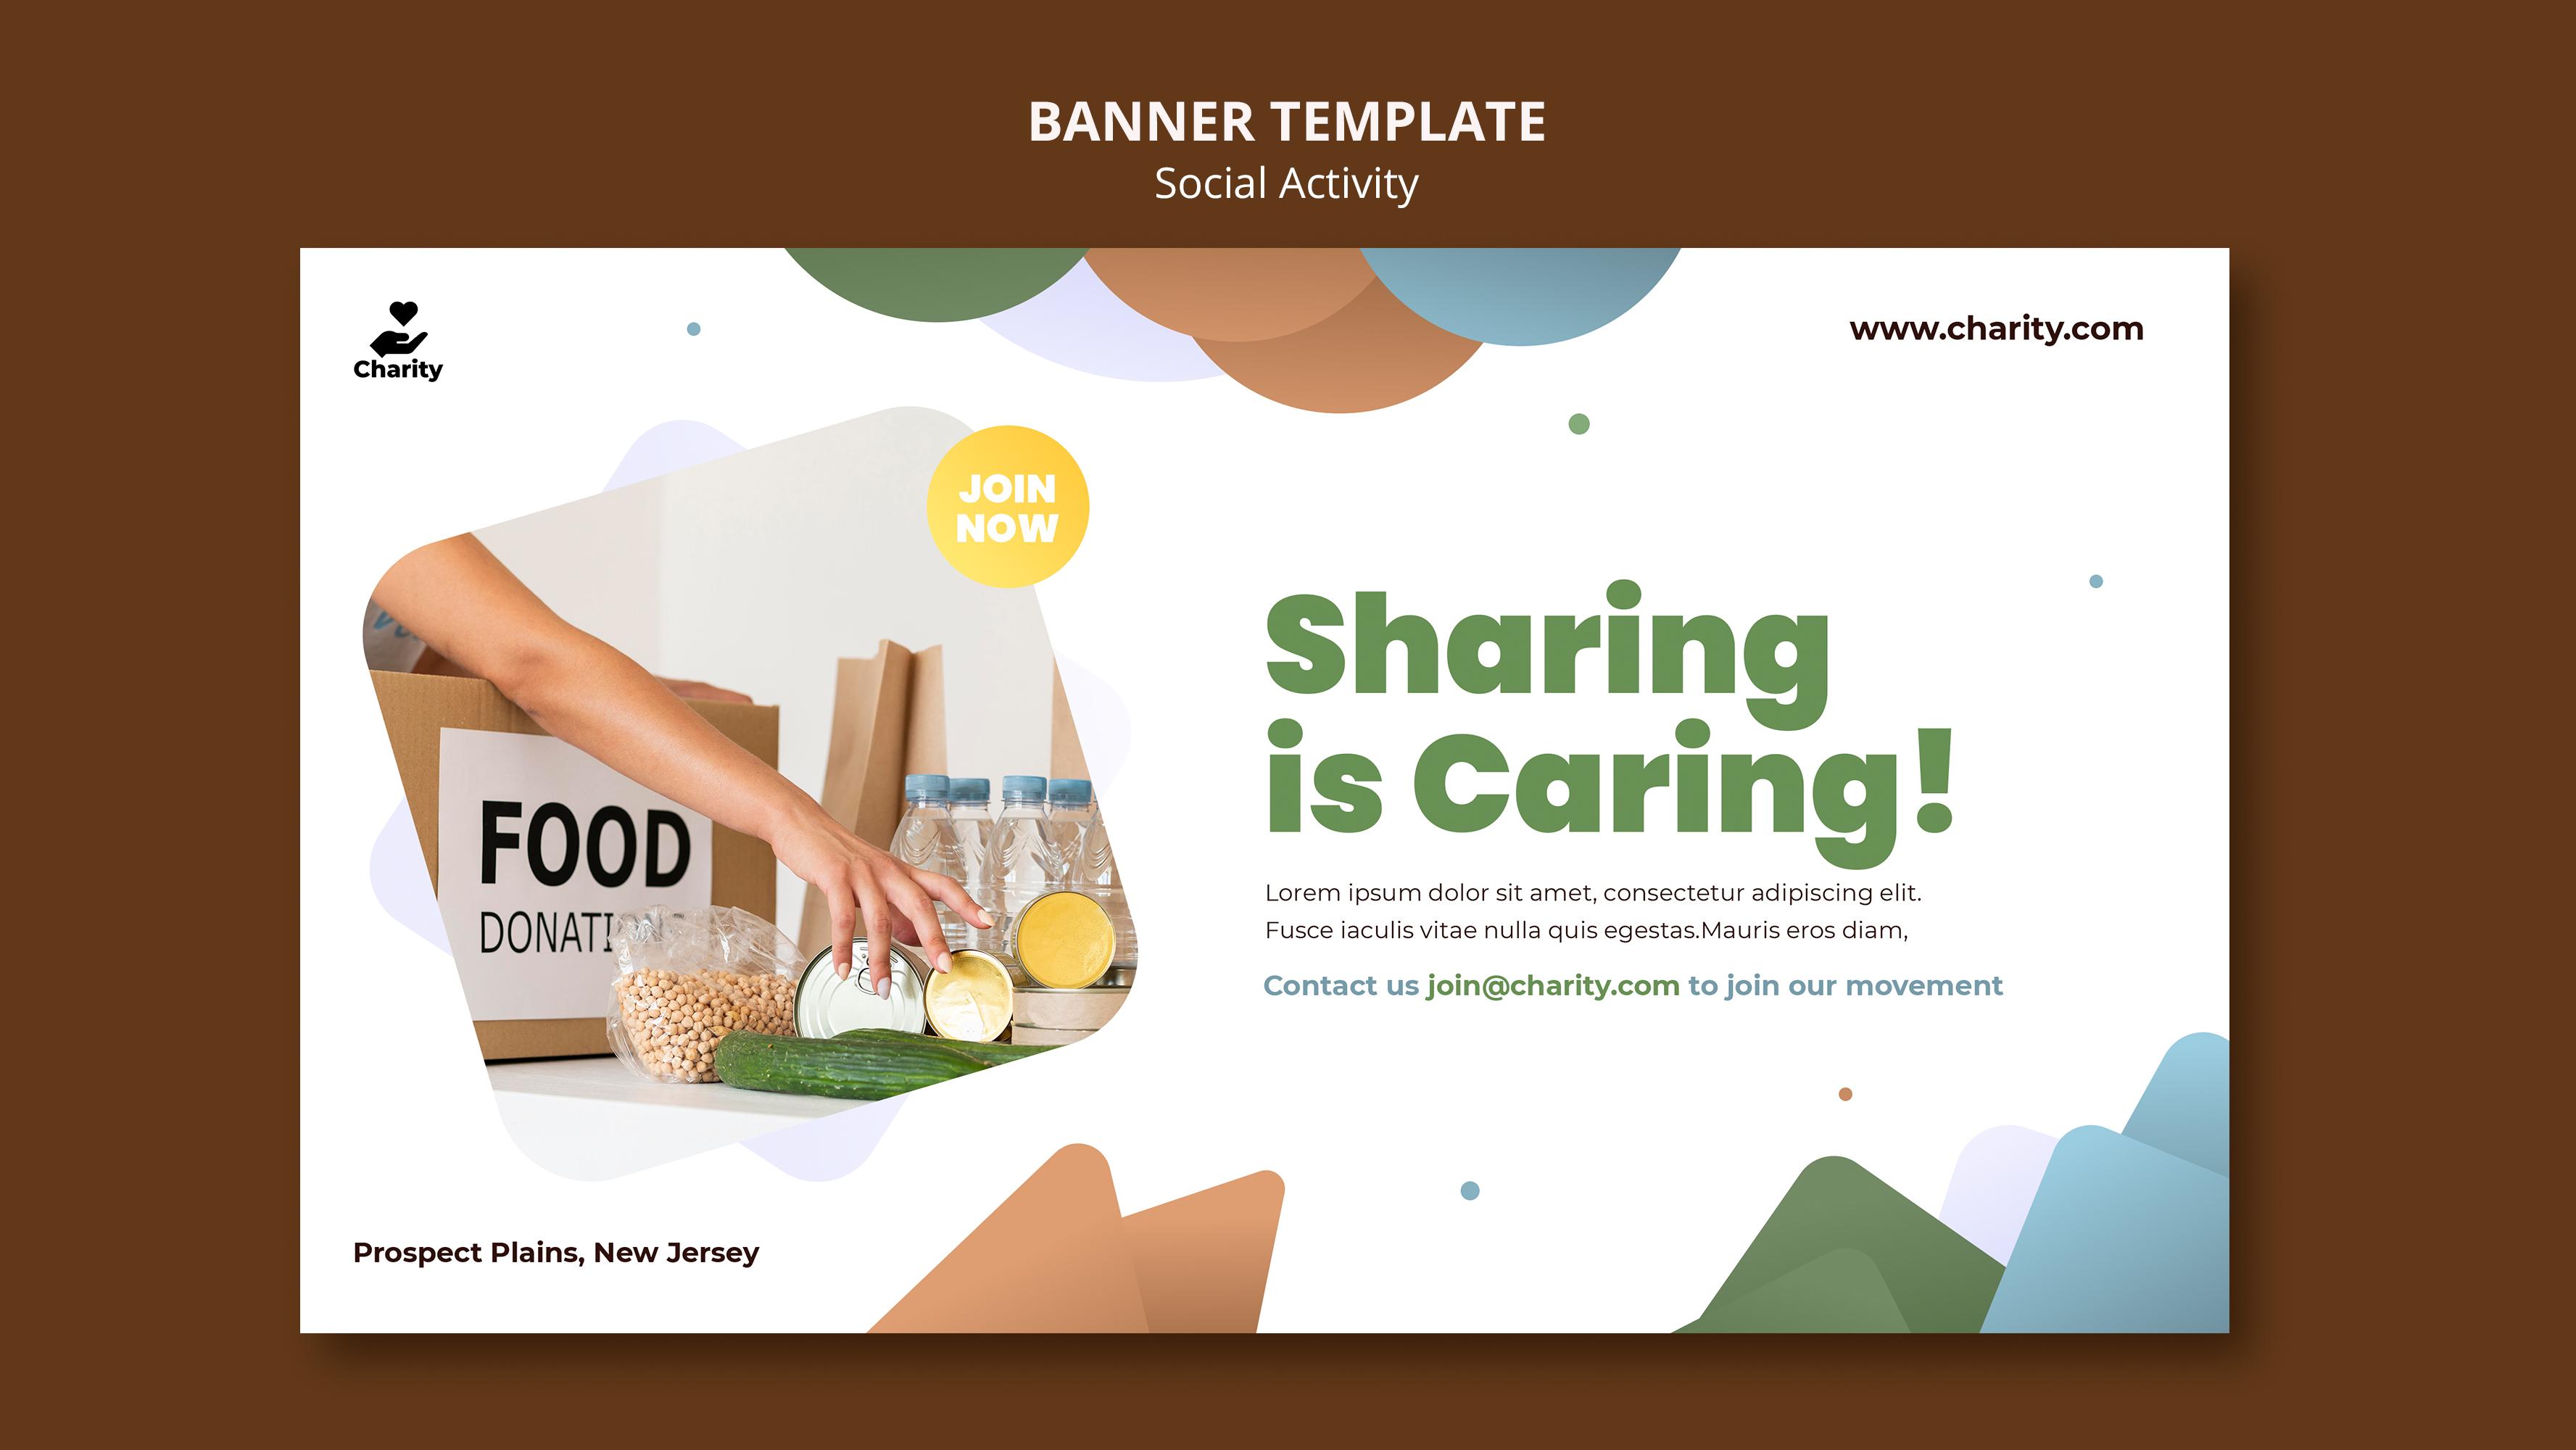 BANNER TEMPLATE
Social Activity
Charity
www.charity.com
JOIN
NOW
FOOD
DONATI
Sharing
is Caring!
Lorem ipsum dolor sit amet, consectetur adipiscing elit.
Fusce iaculis vitae nulla quis egestas.Mauris eros diam,
Contact us join@charity.com to join our movement
Prospect Plains, New Jersey